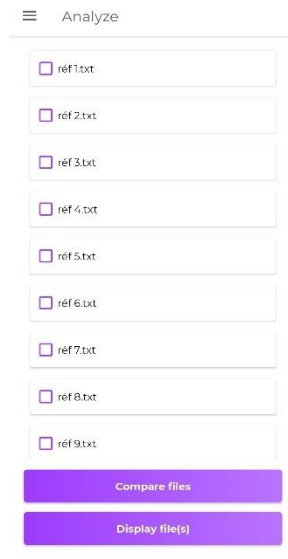 Analyze
réf 1.txt
réf 2.txt
réf 3.txt
réf 4.txt
réf 5.txt
réf 6.txt
réf 7.txt
réf 8.txt
réf 9.txt
Compare files
Display file(s)